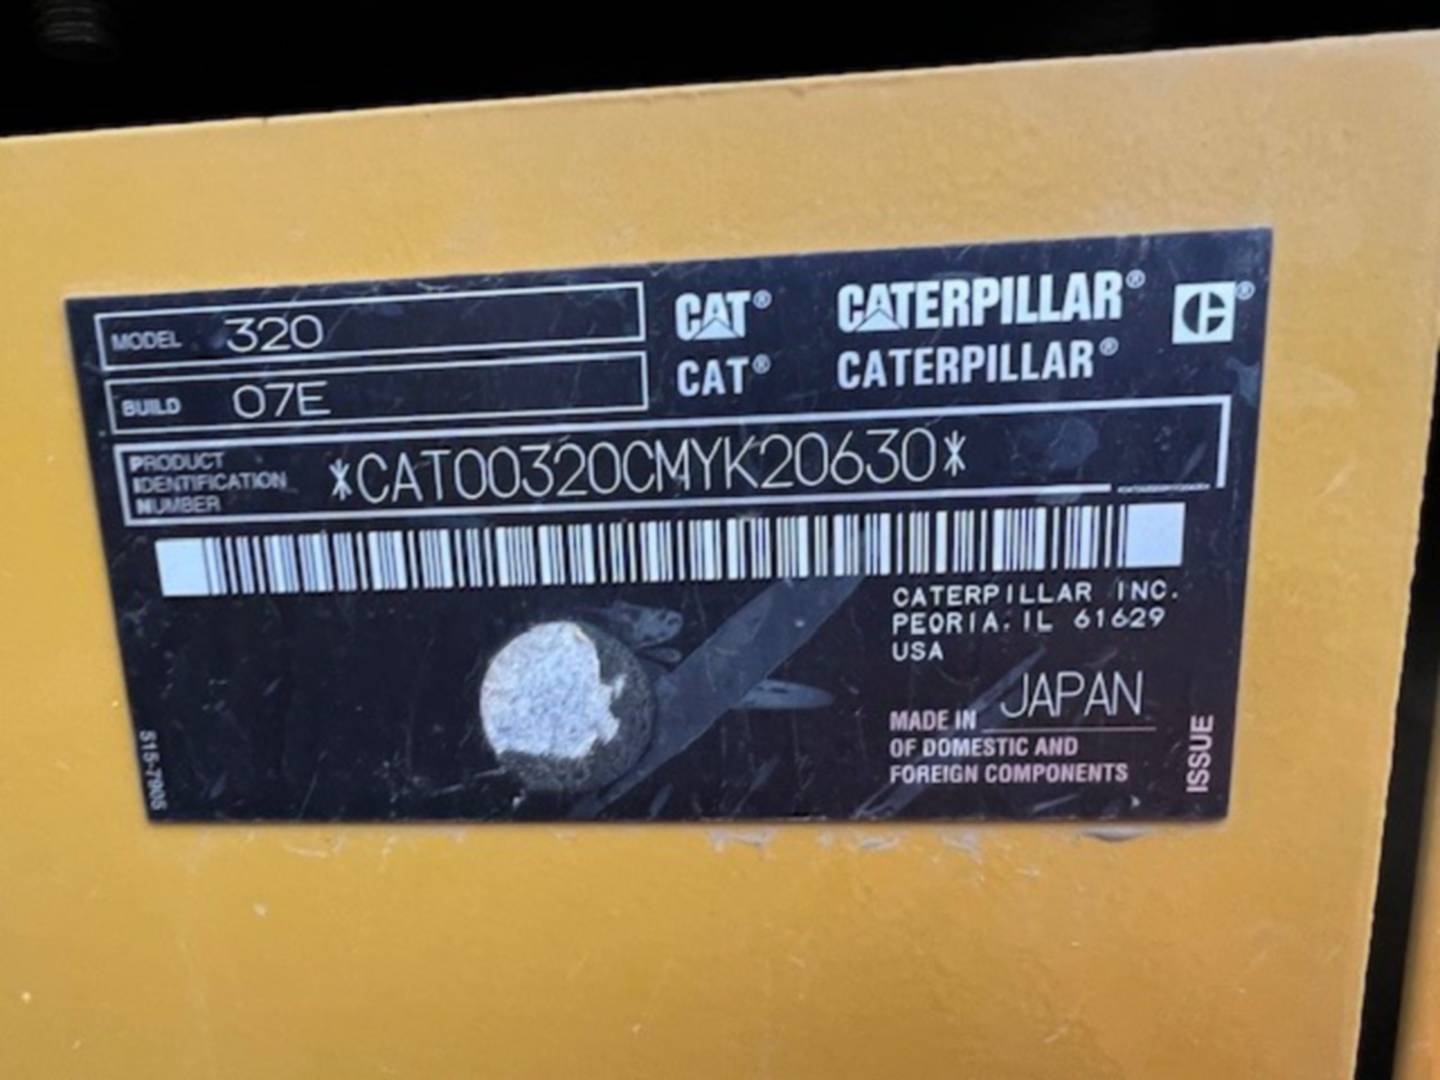 MODEL 320
CAT® CATERPILLAR®
BUILD 07E
CAT® CATERPILLAR®
PRODUCT
IDENTIFICATION
NUMBER
*CAT00320CMYK20630*
CATERPILLAR INC.
PEORIA, IL 61629
USA
MADE IN JAPAN
OF DOMESTIC AND
FOREIGN COMPONENTS
ISSUE
515-7905